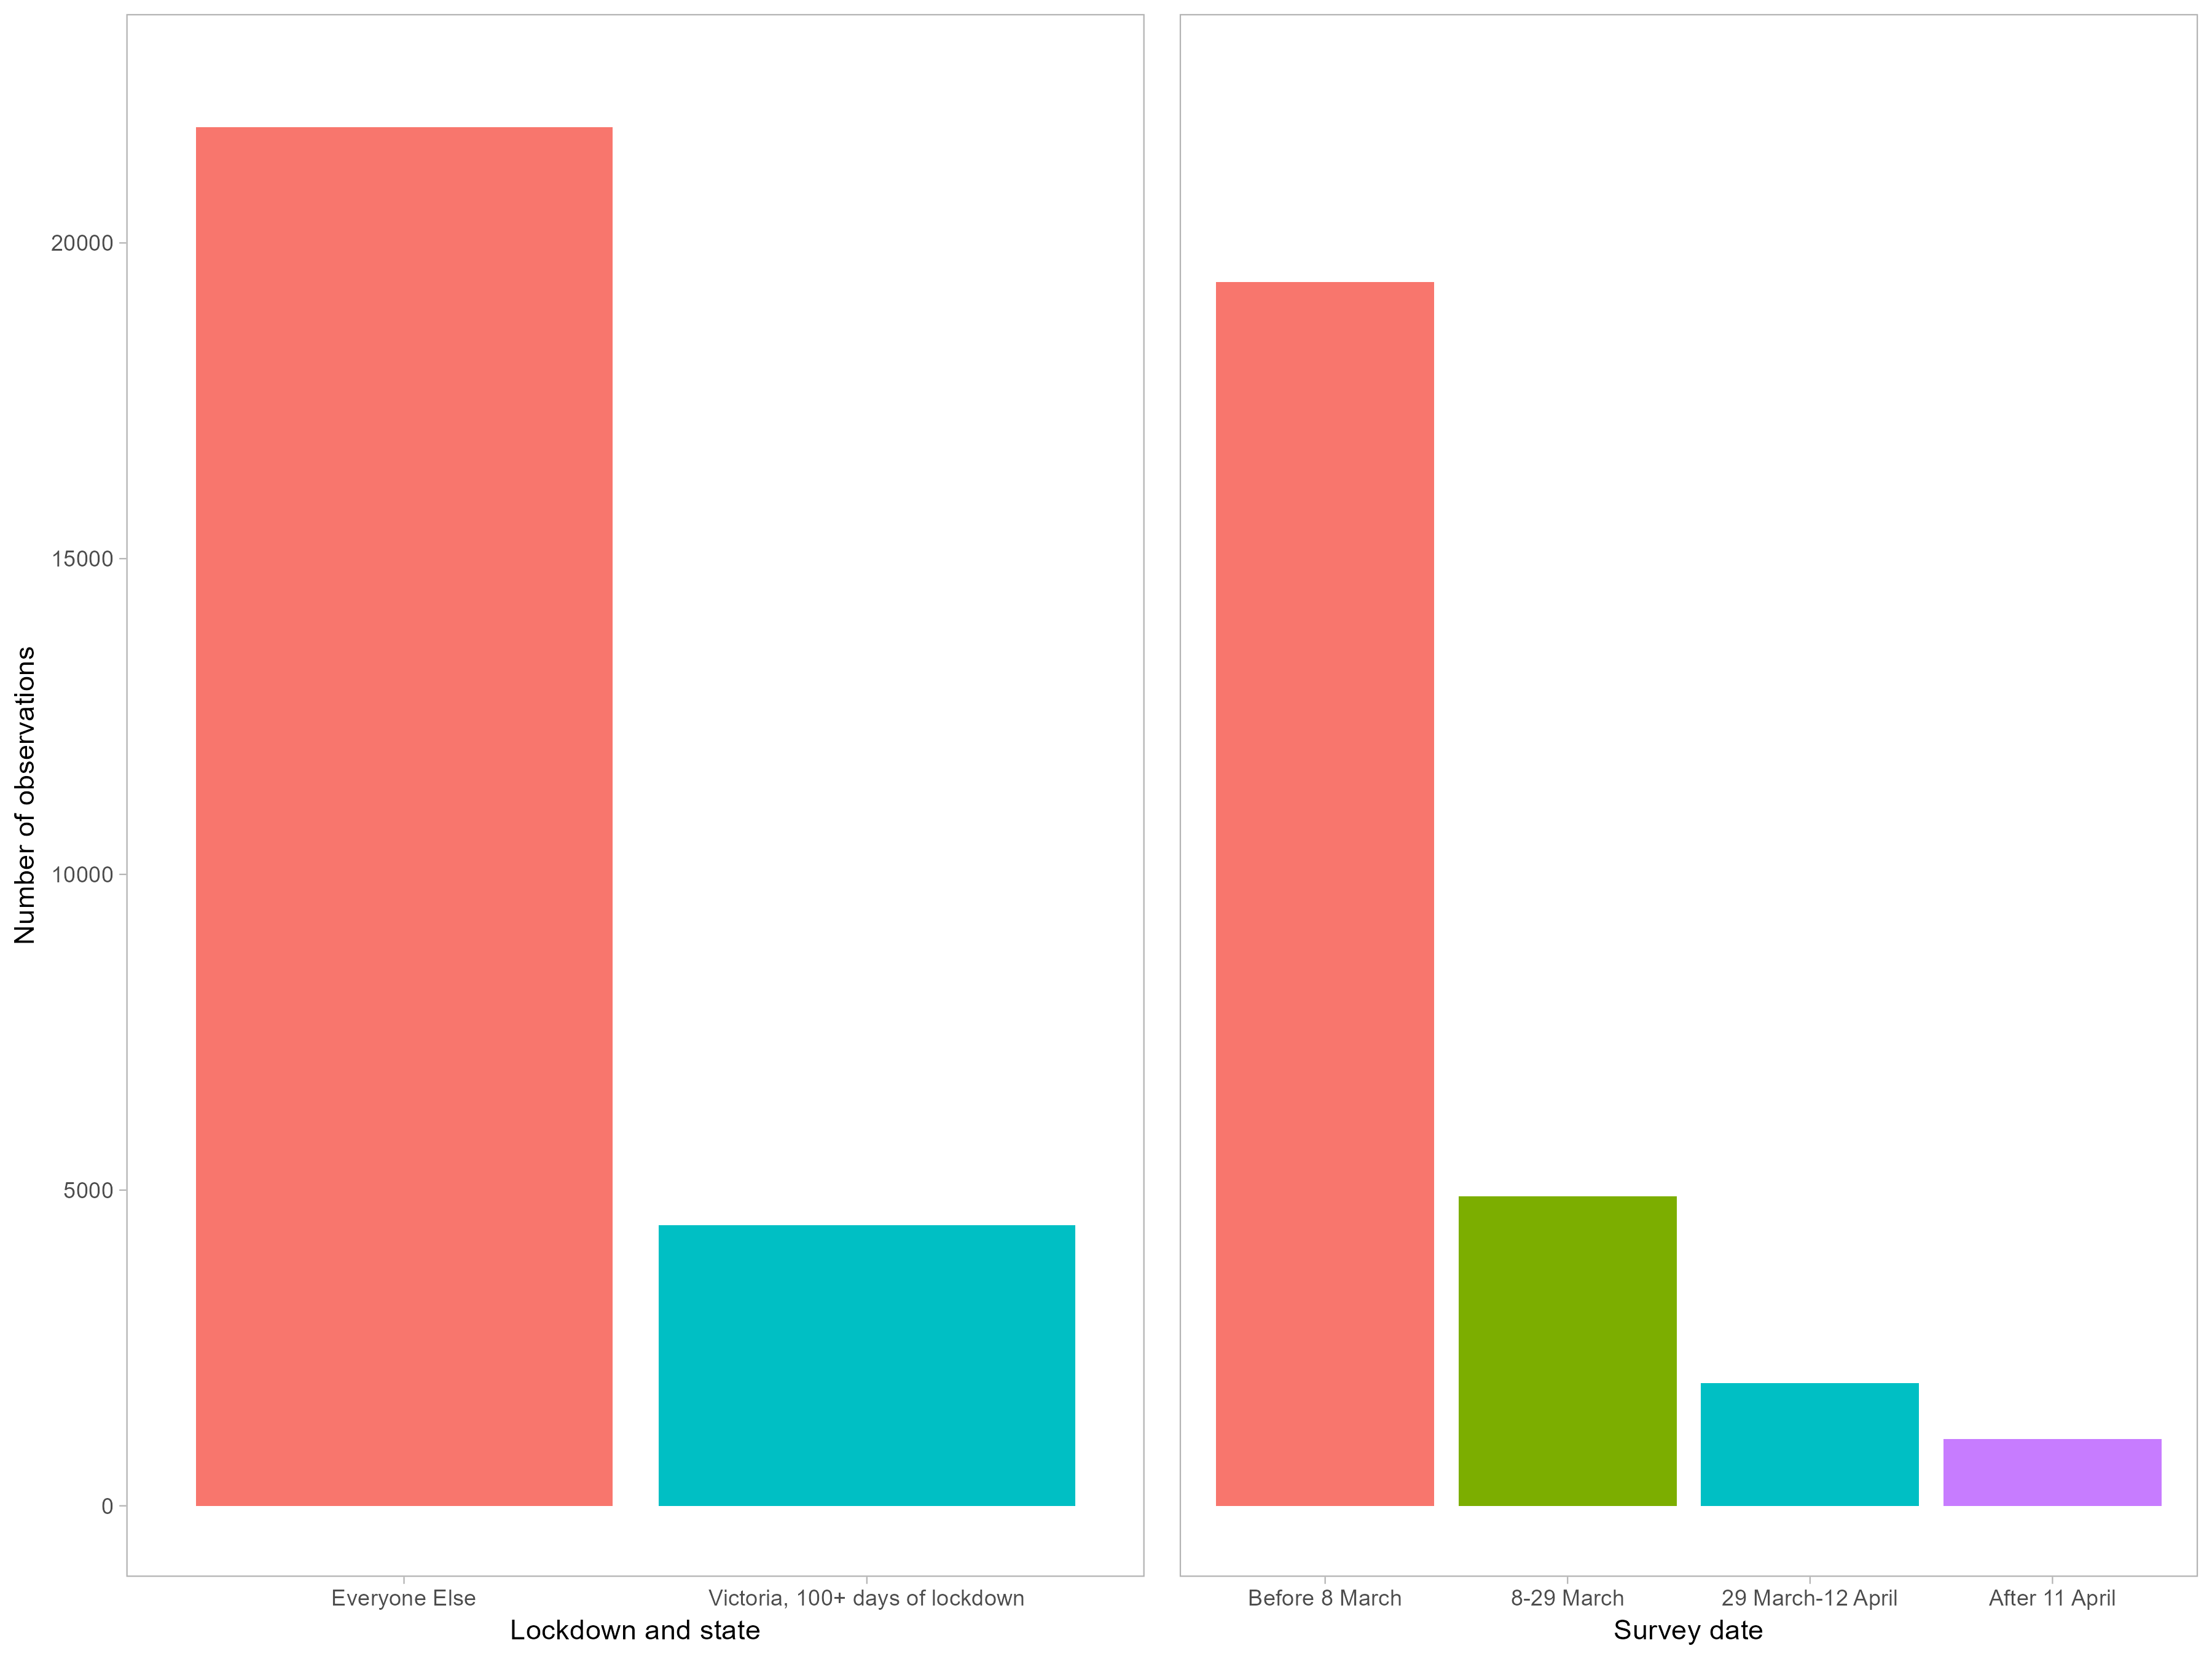 Number of observations
20000
15000
10000
5000
0
Everyone Else
Victoria, 100+ days of lockdown
Lockdown and state
Before 8 March
8-29 March
29 March-12 April
After 11 April
Survey date